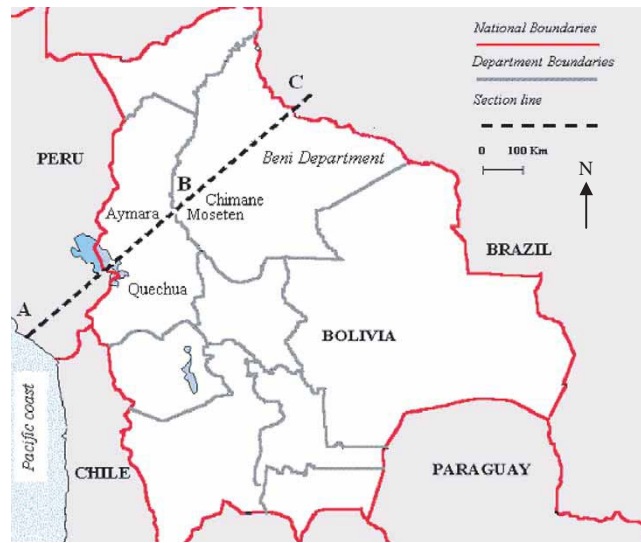 National Boundaries
Department Boundaries
Section line
0 100 Km
N
C
PERU
Beni Department
B
Chimane
Aymara
Moseten
BRAZIL
Quechua
A
BOLIVIA
Pacific coast
CHILE
PARAGUAY